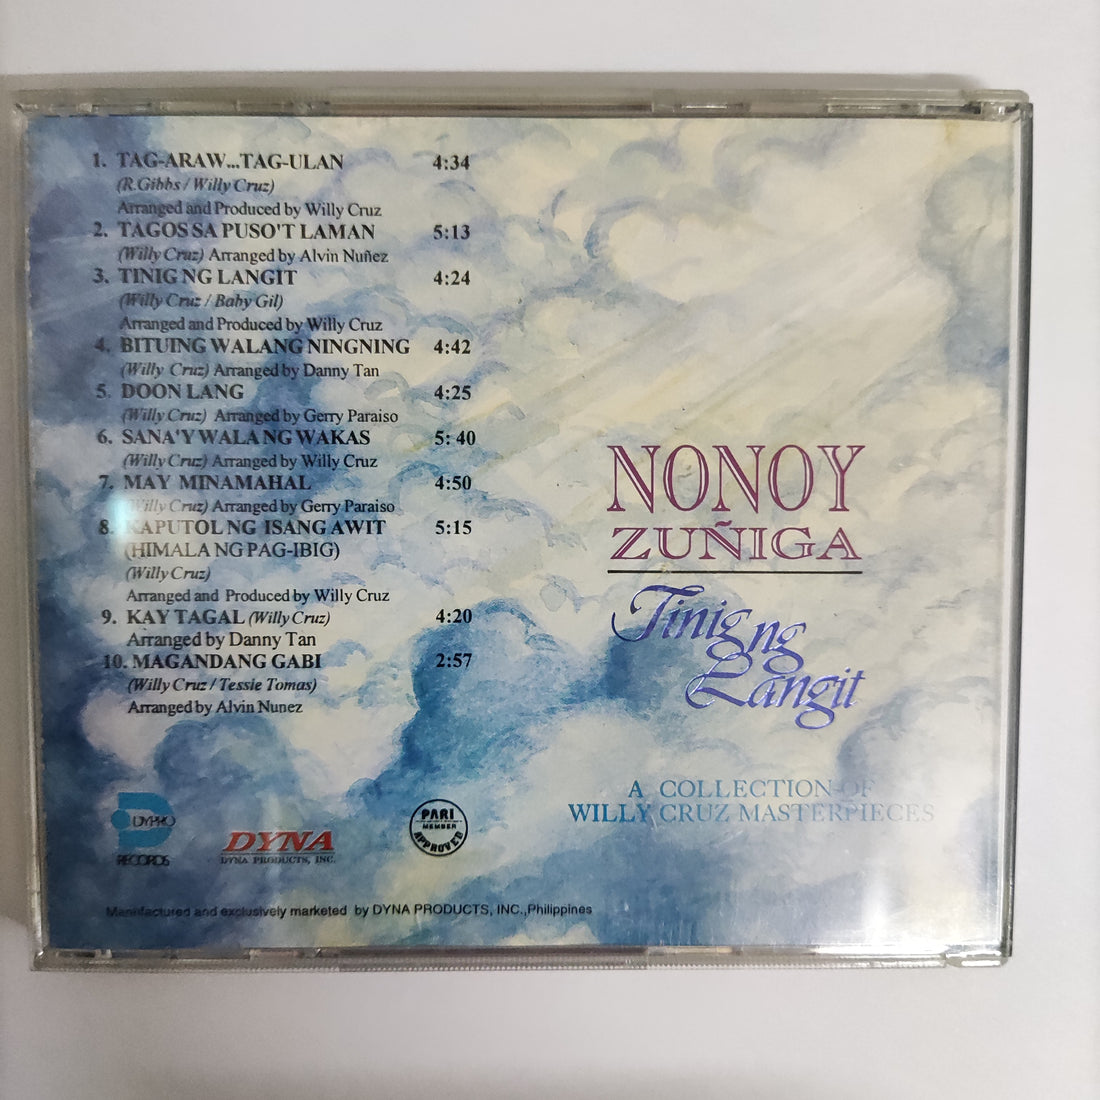 1. TAG-ARAW...TAG-ULAN 4:34
(R.Gibbs / Willy Cruz)
Arranged and Produced by Willy Cruz
2. TAGOS SA PUSO'T LAMAN 5:13
(Willy Cruz) Arranged by Alvin Nuñez
3. TINIG NG LANGIT 4:24
(Willy Cruz / Baby Gil)
Arranged and Produced by Willy Cruz
4. BITUING WALANG NINGNING 4:42
(Willy Cruz) Arranged by Danny Tan
5. DOON LANG 4:25
(Willy Cruz) Arranged by Gerry Paraiso
6. SANA'Y WALA NG WAKAS 5: 40
(Willy Cruz) Arranged by Willy Cruz
7. MAY MINAMAHAL 4:50
(Willy Cruz) Arranged by Gerry Paraiso
8. KAPUTOL NG ISANG AWIT 5:15
(HIMALA NG PAG-IBIG)
(Willy Cruz)
Arranged and Produced by Willy Cruz
9. KAY TAGAL (Willy Cruz) 4:20
Arranged by Danny Tan
10. MAGANDANG GABI 2:57
(Willy Cruz / Tessie Tomas)
Arranged by Alvin Nunez
NONOY
ZUÑIGA
Tinig ng
Langit
A COLLECTION OF
WILLY CRUZ MASTERPIECES
DYPRO
RECORDS
DYNA
DYNA PRODUCTS, INC.
PARI
MEMBER
APPROVED
Manufactured and exclusively marketed by DYNA PRODUCTS, INC.,Philippines